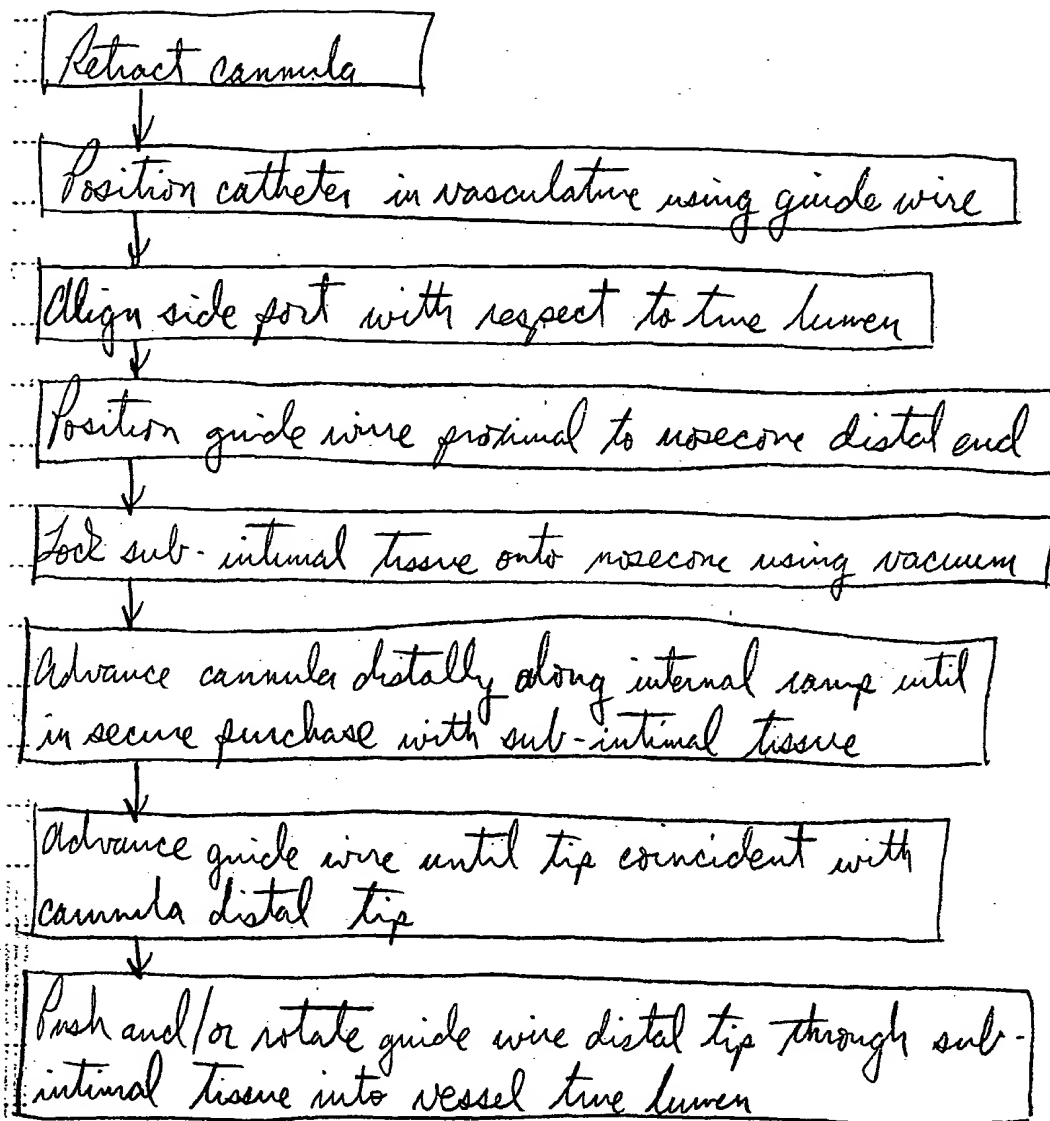 Retract cannula
Position catheter in vasculature using guide wire
Align side port with respect to true lumen
Position guide wire proximal to nosecone distal end
Lock sub-intimal tissue onto nosecone using vacuum
Advance cannula distally along internal ramp until
in secure purchase with sub-intimal tissue
Advance guide wire until tip coincident with
cannula distal tip
Push and/or rotate guide wire distal tip through sub-
intimal tissue into vessel true lumen